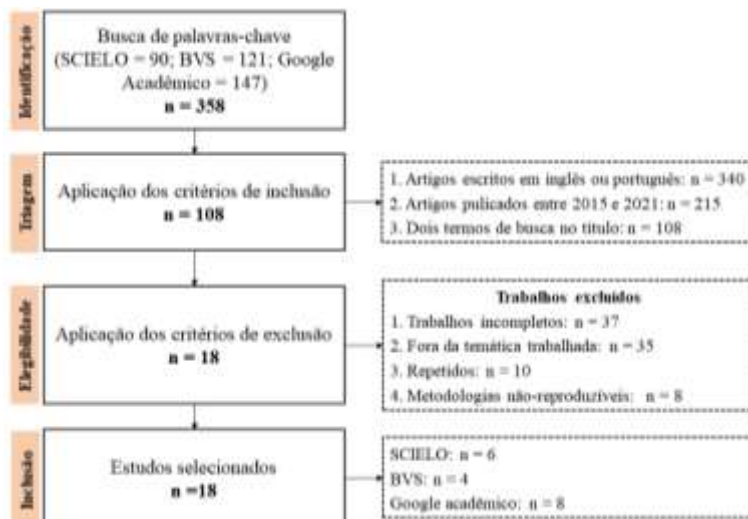 Identificação
Busca de palavras-chave
(SCIELO = 90; BVS = 121; Google
Acadêmico = 147)
n = 358
Triagem
Aplicação dos critérios de inclusão
n = 108
1. Artigos escritos em inglês ou português: n = 340
2. Artigos pulicados entre 2015 e 2021: n = 215
3. Dois termos de busca no título: n = 108
Elegibilidade
Aplicação dos critérios de exclusão
n = 18
Trabalhos excluídos
1. Trabalhos incompletos: n = 37
2. Fora da temática trabalhada: n = 35
3. Repetidos: n = 10
4. Metodologias não-reproduzíveis: n = 8
Inclusão
Estudos selecionados
n =18
SCIELO: n = 6
BVS: n = 4
Google acadêmico: n = 8